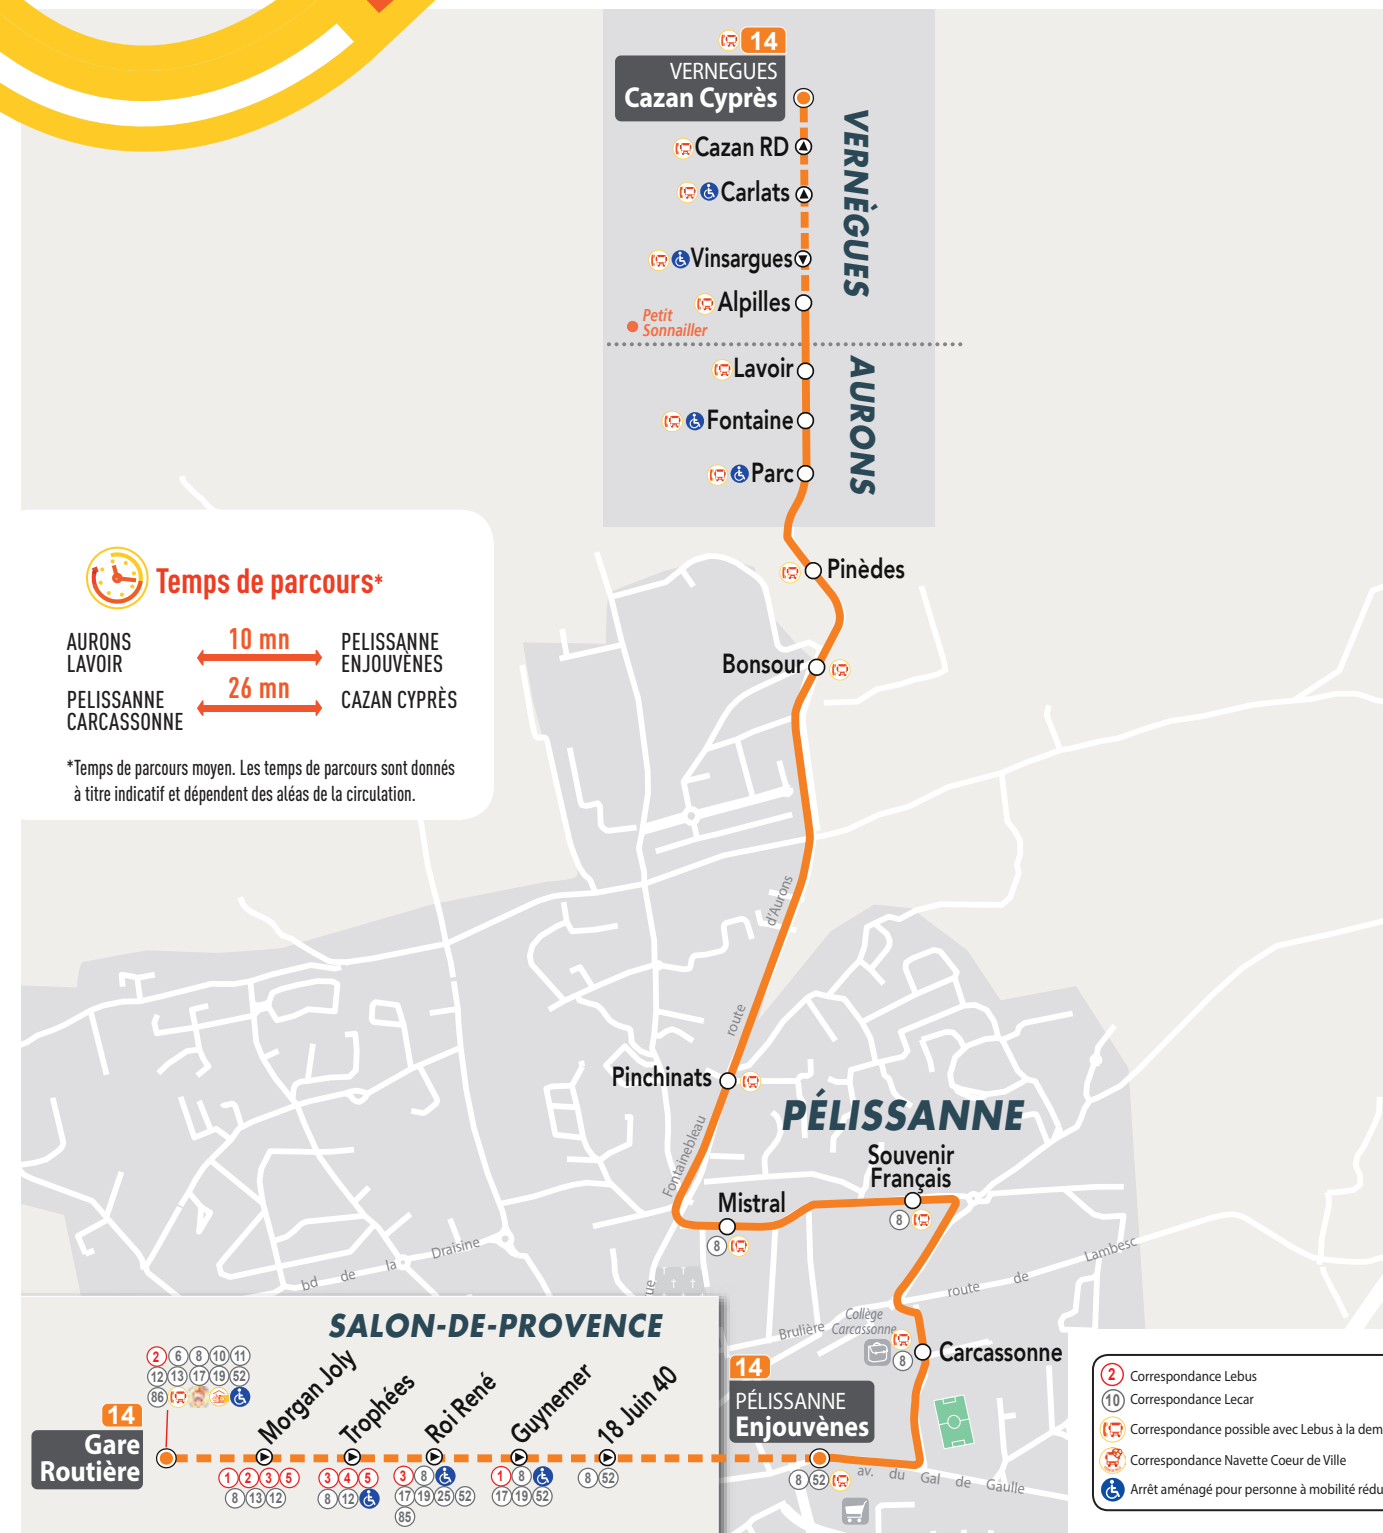 14
VERNEGUES
Cazan Cyprès
Cazan RD
Carlats
Vinsargues
Alpilles
Petit
Sonnailler
VERNÈGUES
Lavoir
Fontaine
Parc
AURONS
Temps de parcours*
AURONS
LAVOIR
10 mn
PELISSANNE
ENJOUVÈNES
PELISSANNE
CARCASSONNE
26 mn
CAZAN CYPRÈS
*Temps de parcours moyen. Les temps de parcours sont donnés
à titre indicatif et dépendent des aléas de la circulation.
Pinèdes
Bonsour
d'Aurons
route
Pinchinats
Fontainebleau
PÉLISSANNE
Souvenir
Français
8
Mistral
8
bd de la Draisine
route de Lambesc
Brulière
Collège
Carcassonne
8
Carcassonne
14
PÉLISSANNE
Enjouvènes
8 52
av. du Gal de Gaulle
SALON-DE-PROVENCE
2 6 8 10 11
12 13 17 19 52
86
14
Gare
Routière
Morgan Joly
1 2 3 5
8 13 12
Trophées
3 4 5
8 12
Roi René
3 8
17 19 25 52
85
Guynemer
1 8
17 19 52
18 Juin 40
8 52
2 Correspondance Lebus
10 Correspondance Lecar
Correspondance possible avec Lebus à la dem
Correspondance Navette Coeur de Ville
Arrêt aménagé pour personne à mobilité rédu